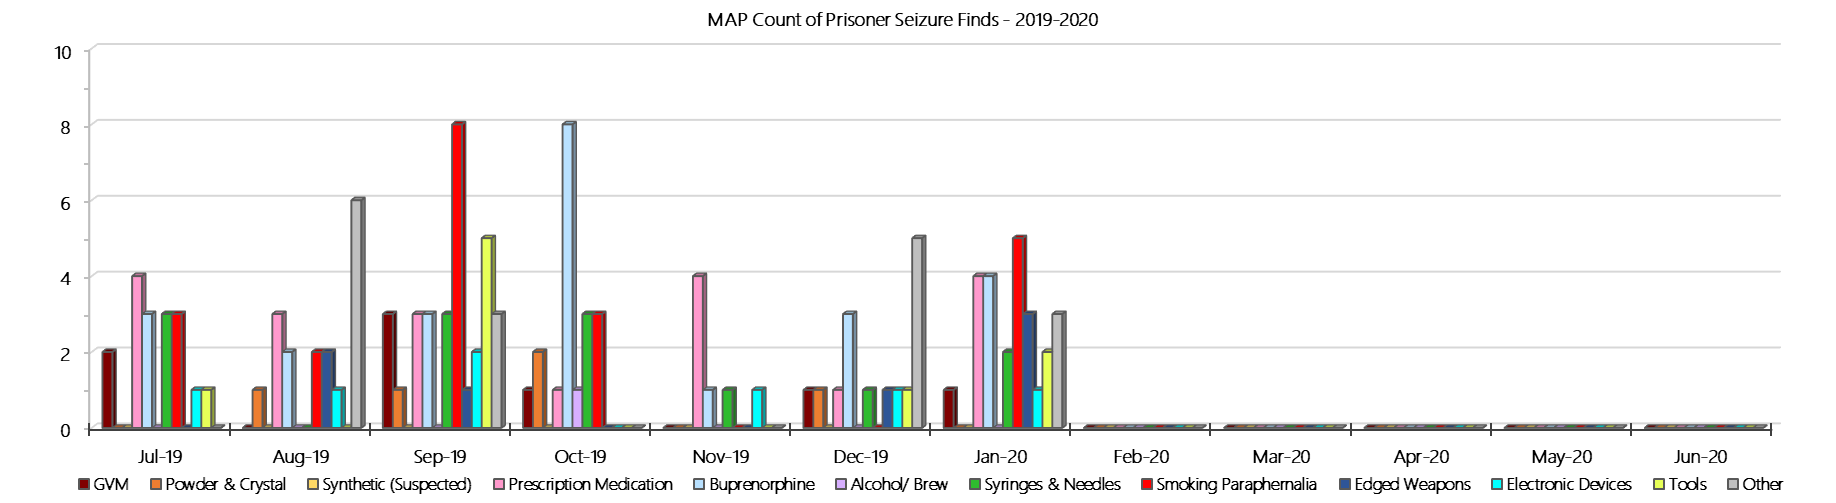 MAP Count of Prisoner Seizure Finds - 2019-2020
10
8
6
4
2
0
Jul-19 Aug-19 Sep-19 Oct-19 Nov-19 Dec-19 Jan-20 Feb-20 Mar-20 Apr-20 May-20 Jun-20
GVM Powder & Crystal Synthetic (Suspected) Prescription Medication Buprenorphine Alcohol/ Brew Syringes & Needles Smoking Paraphernalia Edged Weapons Electronic Devices Tools Other